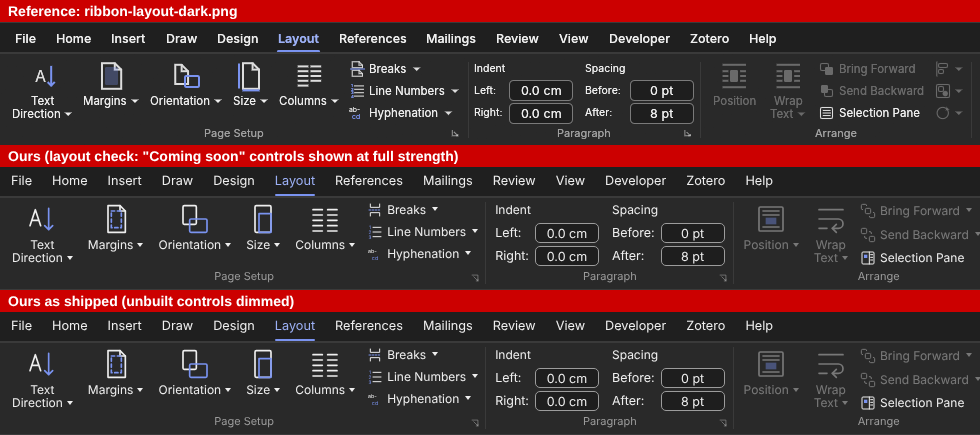 Reference: ribbon-layout-dark.png
File Home Insert Draw Design Layout References Mailings Review View Developer Zotero Help
A Text Direction
Margins
Orientation
Size
Columns
Breaks
Line Numbers
a-bc cd Hyphenation
Page Setup
Indent
Left: 0.0 cm
Right: 0.0 cm
Spacing
Before: 0 pt
After: 8 pt
Paragraph
Position
Wrap Text
Bring Forward
Send Backward
Selection Pane
Arrange
Ours (layout check: "Coming soon" controls shown at full strength)
File Home Insert Draw Design Layout References Mailings Review View Developer Zotero Help
A Text Direction
Margins
Orientation
Size
Columns
Breaks
Line Numbers
Hyphenation
Page Setup
Indent
Left: 0.0 cm
Right: 0.0 cm
Spacing
Before: 0 pt
After: 8 pt
Paragraph
Position
Wrap Text
Bring Forward
Send Backward
Selection Pane
Arrange
Ours as shipped (unbuilt controls dimmed)
File Home Insert Draw Design Layout References Mailings Review View Developer Zotero Help
A Text Direction
Margins
Orientation
Size
Columns
Breaks
Line Numbers
Hyphenation
Page Setup
Indent
Left: 0.0 cm
Right: 0.0 cm
Spacing
Before: 0 pt
After: 8 pt
Paragraph
Position
Wrap Text
Bring Forward
Send Backward
Selection Pane
Arrange